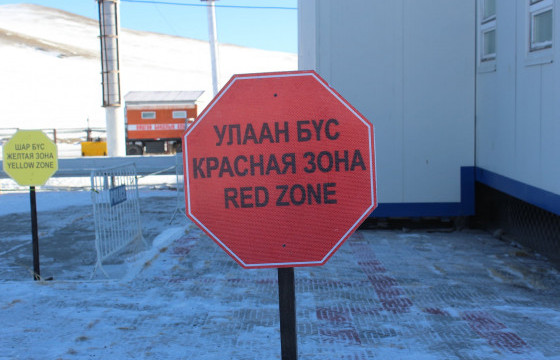 УЛААН БҮС
КРАСНАЯ ЗОНА
RED ZONE
ШАР БҮС
ЖЕЛТАЯ ЗОНА
YELLOW ZONE